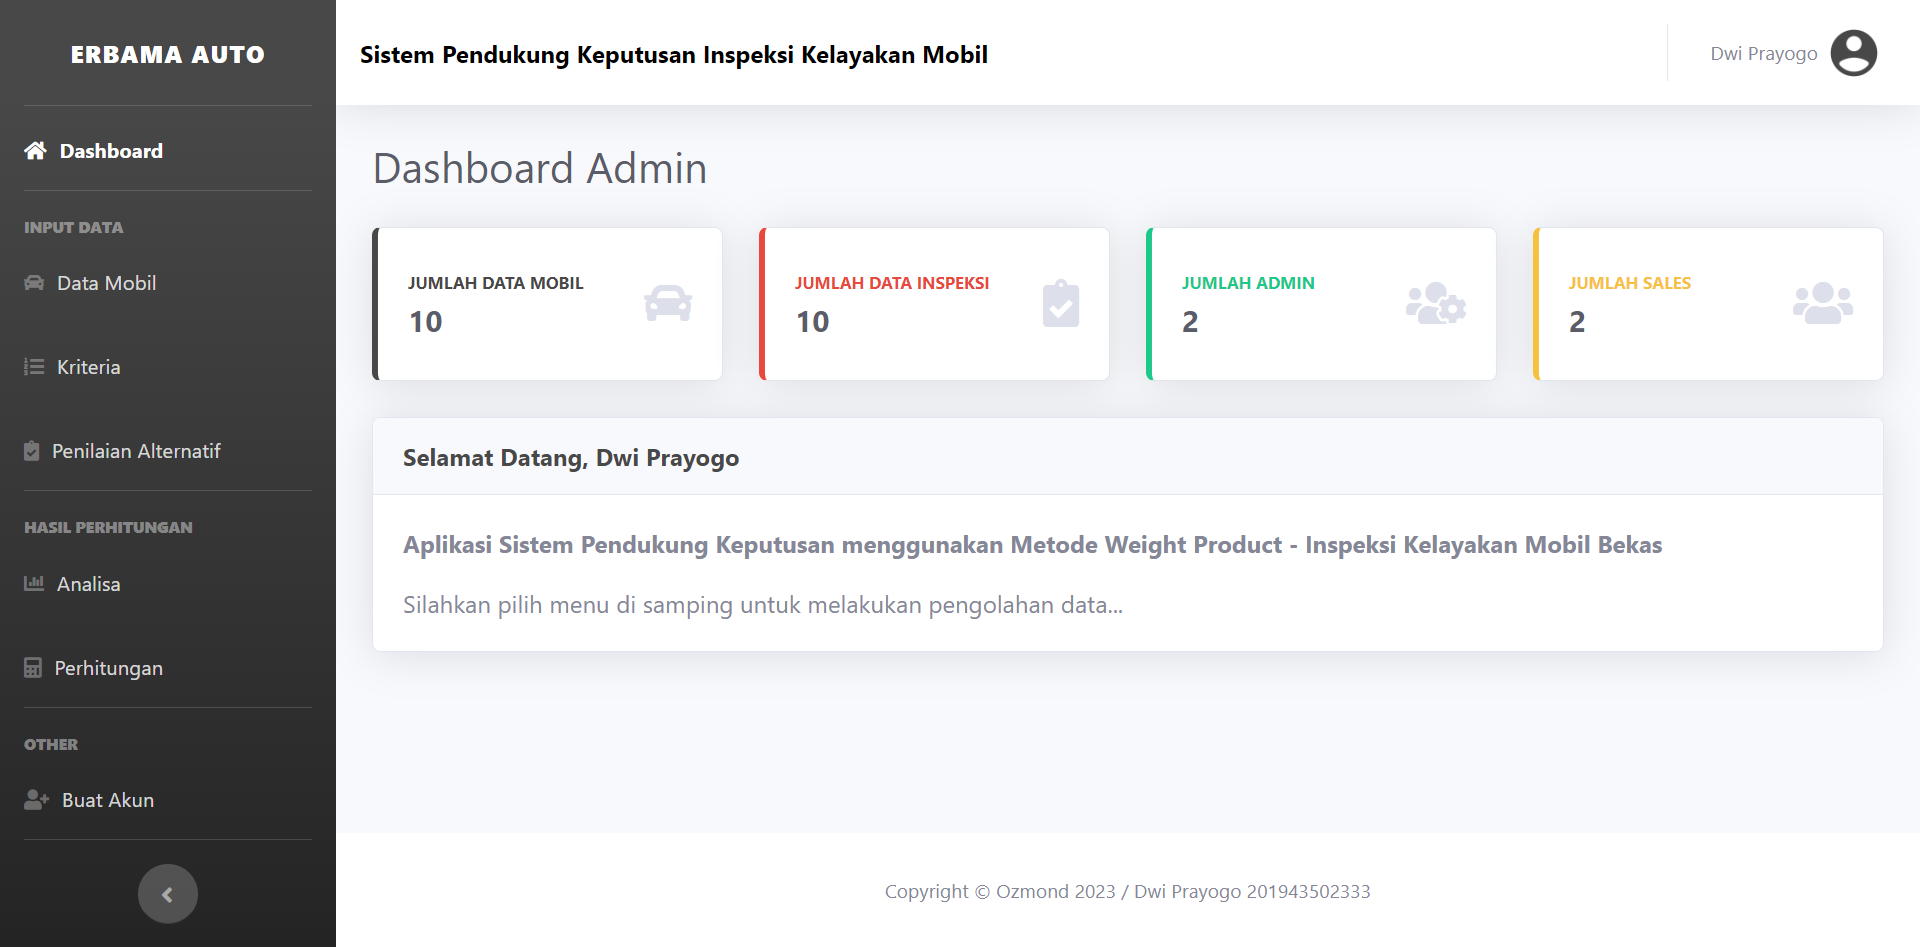 ERBAMA AUTO
Dashboard
INPUT DATA
Data Mobil
Kriteria
Penilaian Alternatif
HASIL PERHITUNGAN
Analisa
Perhitungan
OTHER
Buat Akun
Sistem Pendukung Keputusan Inspeksi Kelayakan Mobil
Dwi Prayogo
Dashboard Admin
JUMLAH DATA MOBIL
10
JUMLAH DATA INSPEKSI
10
JUMLAH ADMIN
2
JUMLAH SALES
2
Selamat Datang, Dwi Prayogo
Aplikasi Sistem Pendukung Keputusan menggunakan Metode Weight Product - Inspeksi Kelayakan Mobil Bekas
Silahkan pilih menu di samping untuk melakukan pengolahan data...
Copyright © Ozmond 2023 / Dwi Prayogo 201943502333